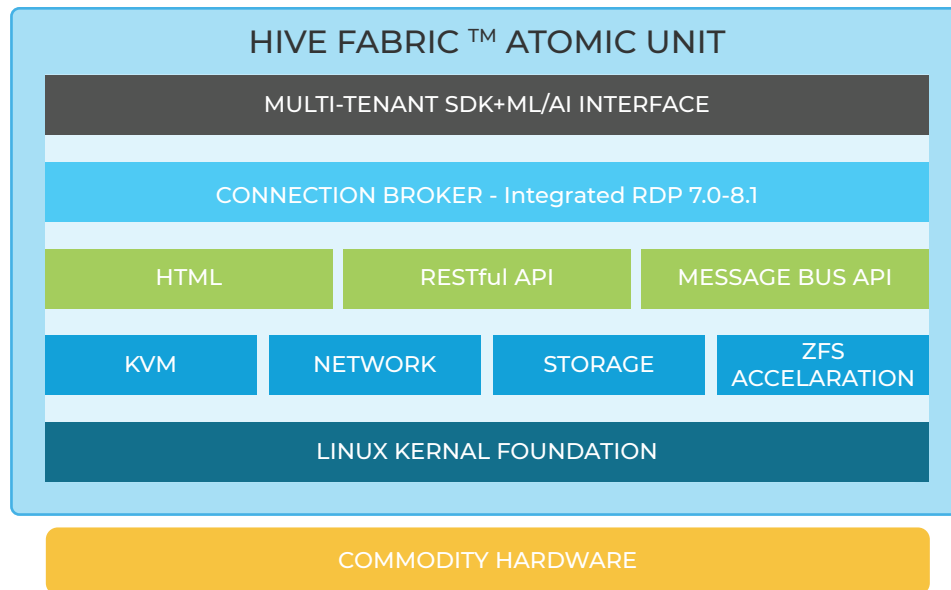 HIVE FABRIC ™ ATOMIC UNIT
MULTI-TENANT SDK+ML/AI INTERFACE
CONNECTION BROKER - Integrated RDP 7.0-8.1
HTML
RESTful API
MESSAGE BUS API
KVM
NETWORK
STORAGE
ZFS
ACCELARATION
LINUX KERNAL FOUNDATION
COMMODITY HARDWARE